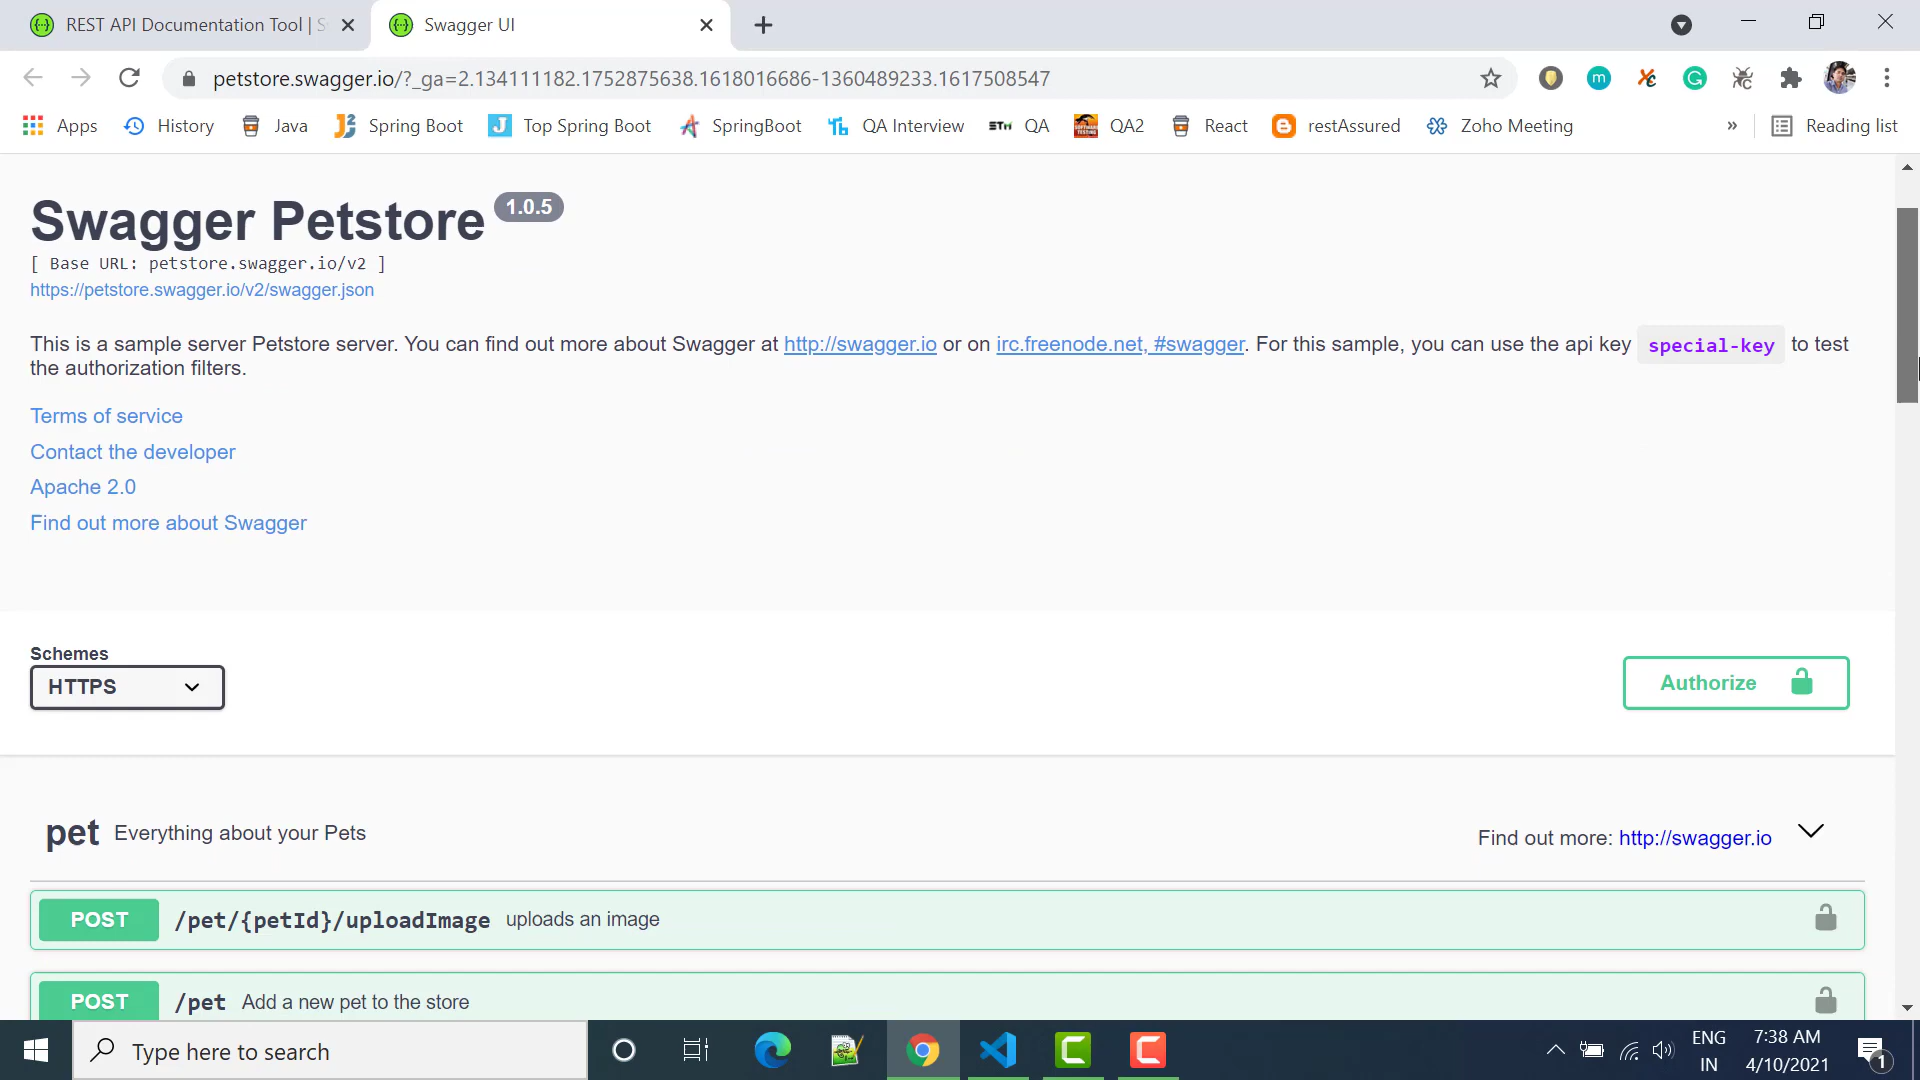 REST API Documentation Tool | S
Swagger UI
petstore.swagger.io/?_ga=2.134111182.1752875638.1618016686-1360489233.1617508547
Apps History Java Spring Boot Top Spring Boot SpringBoot QA Interview QA QA2 React restAssured Zoho Meeting » Reading list
Swagger Petstore 1.0.5
[ Base URL: petstore.swagger.io/v2 ]
https://petstore.swagger.io/v2/swagger.json
This is a sample server Petstore server. You can find out more about Swagger at http://swagger.io or on irc.freenode.net, #swagger. For this sample, you can use the api key special-key to test
the authorization filters.
Terms of service
Contact the developer
Apache 2.0
Find out more about Swagger
Schemes
HTTPS
Authorize
pet Everything about your Pets
Find out more: http://swagger.io
POST /pet/{petId}/uploadImage uploads an image
POST /pet Add a new pet to the store
Type here to search
ENG
IN
7:38 AM
4/10/2021
1